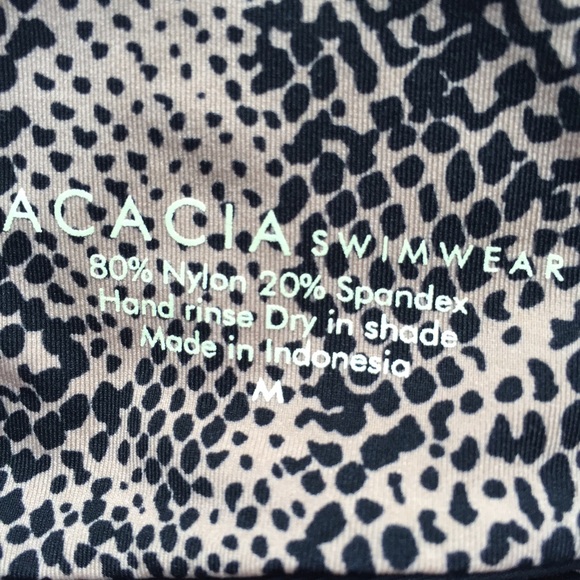 ACACIA SWIMWEAR
80% Nylon 20% Spandex
Hand rinse Dry in shade
Made in Indonesia
M